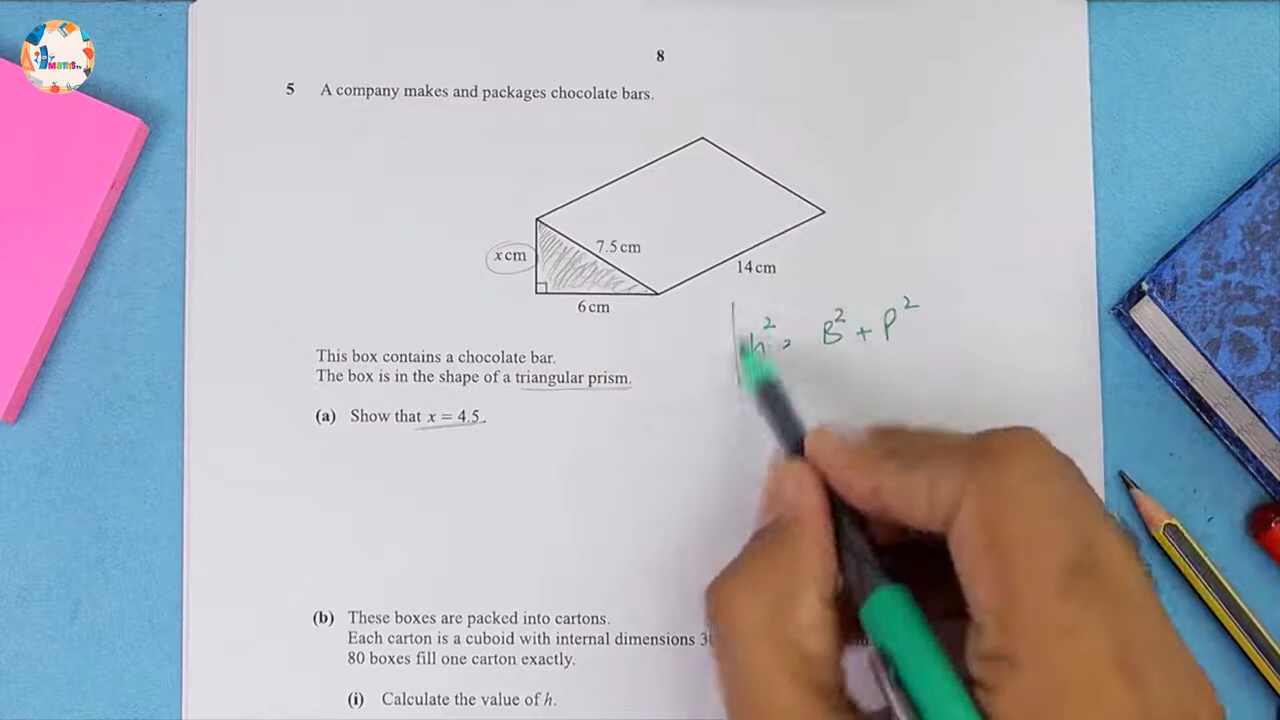 MATHS TV
8
5 A company makes and packages chocolate bars.
7.5 cm
x cm
14 cm
6 cm
h² = B² + P²
This box contains a chocolate bar.
The box is in the shape of a triangular prism.
(a) Show that x = 4.5.
(b) These boxes are packed into cartons.
Each carton is a cuboid with internal dimensions
80 boxes fill one carton exactly.
(i) Calculate the value of h.